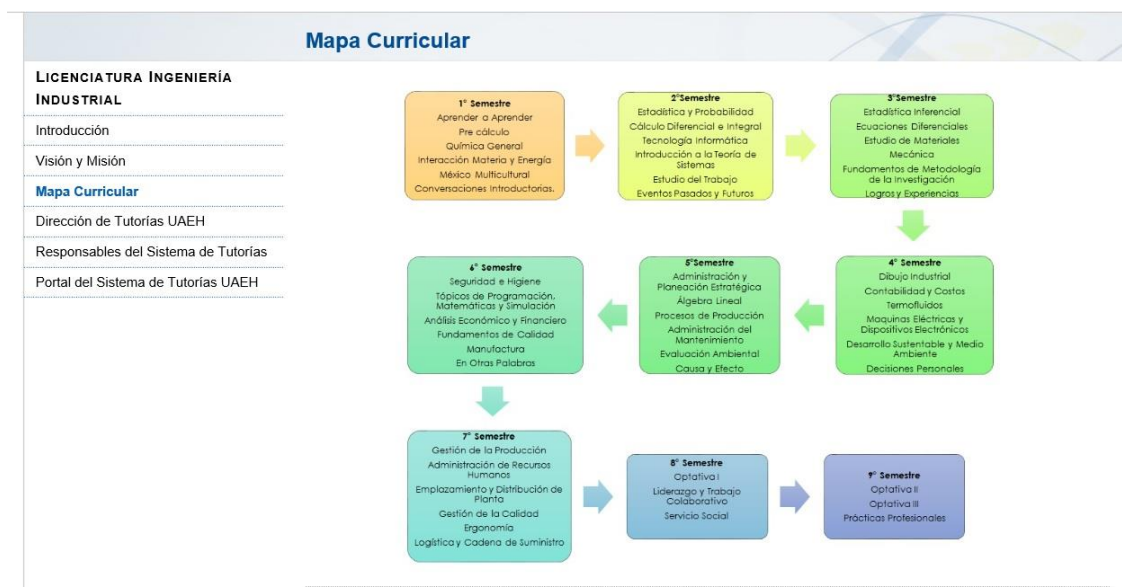 Mapa Curricular
LICENCIATURA INGENIERÍA
INDUSTRIAL
Introducción
Visión y Misión
Mapa Curricular
Dirección de Tutorías UAEH
Responsables del Sistema de Tutorías
Portal del Sistema de Tutorías UAEH
1° Semestre
Aprender a Aprender
Pre cálculo
Química General
Interacción Materia y Energía
México Multicultural
Conversaciones Introductorias.
2°Semestre
Estadística y Probabilidad
Cálculo Diferencial e Integral
Tecnología Informática
Introducción a la Teoría de
Sistemas
Estudio del Trabajo
Eventos Pasados y Futuros
3°Semestre
Estadística Inferencial
Ecuaciones Diferenciales
Estudio de Materiales
Mecánica
Fundamentos de Metodología
de la Investigación
Logros y Experiencias
4° Semestre
Dibujo Industrial
Contabilidad y Costos
Termofluidos
Maquinas Eléctricas y
Dispositivos Electrónicos
Desarrollo Sustentable y Medio
Ambiente
Decisiones Personales
5°Semestre
Administración y
Planeación Estratégica
Álgebra Lineal
Procesos de Producción
Administración del
Mantenimiento
Evaluación Ambiental
Causa y Efecto
6° Semestre
Seguridad e Higiene
Tópicos de Programación,
Matemáticas y Simulación
Análisis Económico y Financiero
Fundamentos de Calidad
Manufactura
En Otras Palabras
7° Semestre
Gestión de la Producción
Administración de Recursos
Humanos
Emplazamiento y Distribución de
Planta
Gestión de la Calidad
Ergonomía
Logística y Cadena de Suministro
8° Semestre
Optativa I
Liderazgo y Trabajo
Colaborativo
Servicio Social
9° Semestre
Optativa II
Optativa III
Prácticas Profesionales